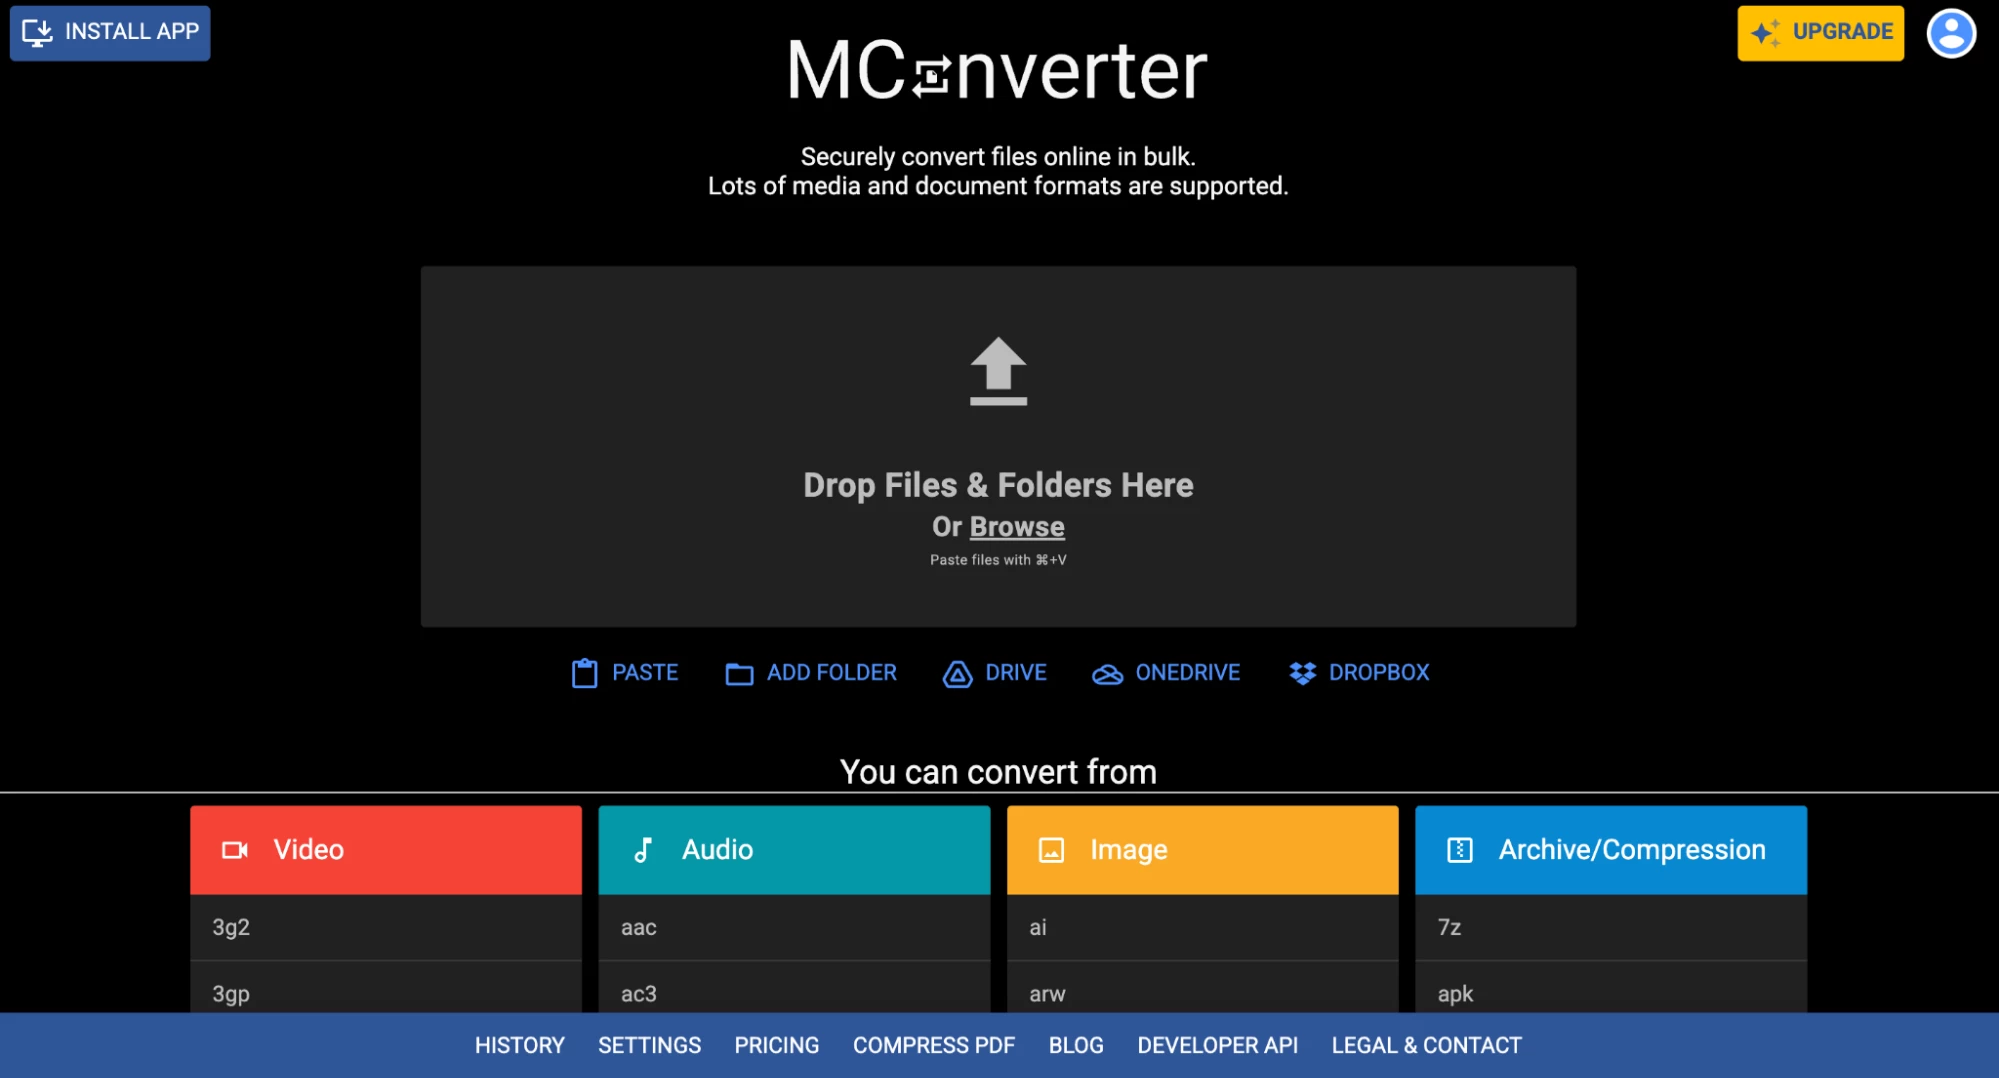 INSTALL APP
UPGRADE
MConverter
Securely convert files online in bulk.
Lots of media and document formats are supported.
Drop Files & Folders Here
Or Browse
Paste files with ⌘+V
PASTE
ADD FOLDER
DRIVE
ONEDRIVE
DROPBOX
You can convert from
Video
Audio
Image
Archive/Compression
3g2
aac
ai
7z
3gp
ac3
arw
apk
HISTORY
SETTINGS
PRICING
COMPRESS PDF
BLOG
DEVELOPER API
LEGAL & CONTACT